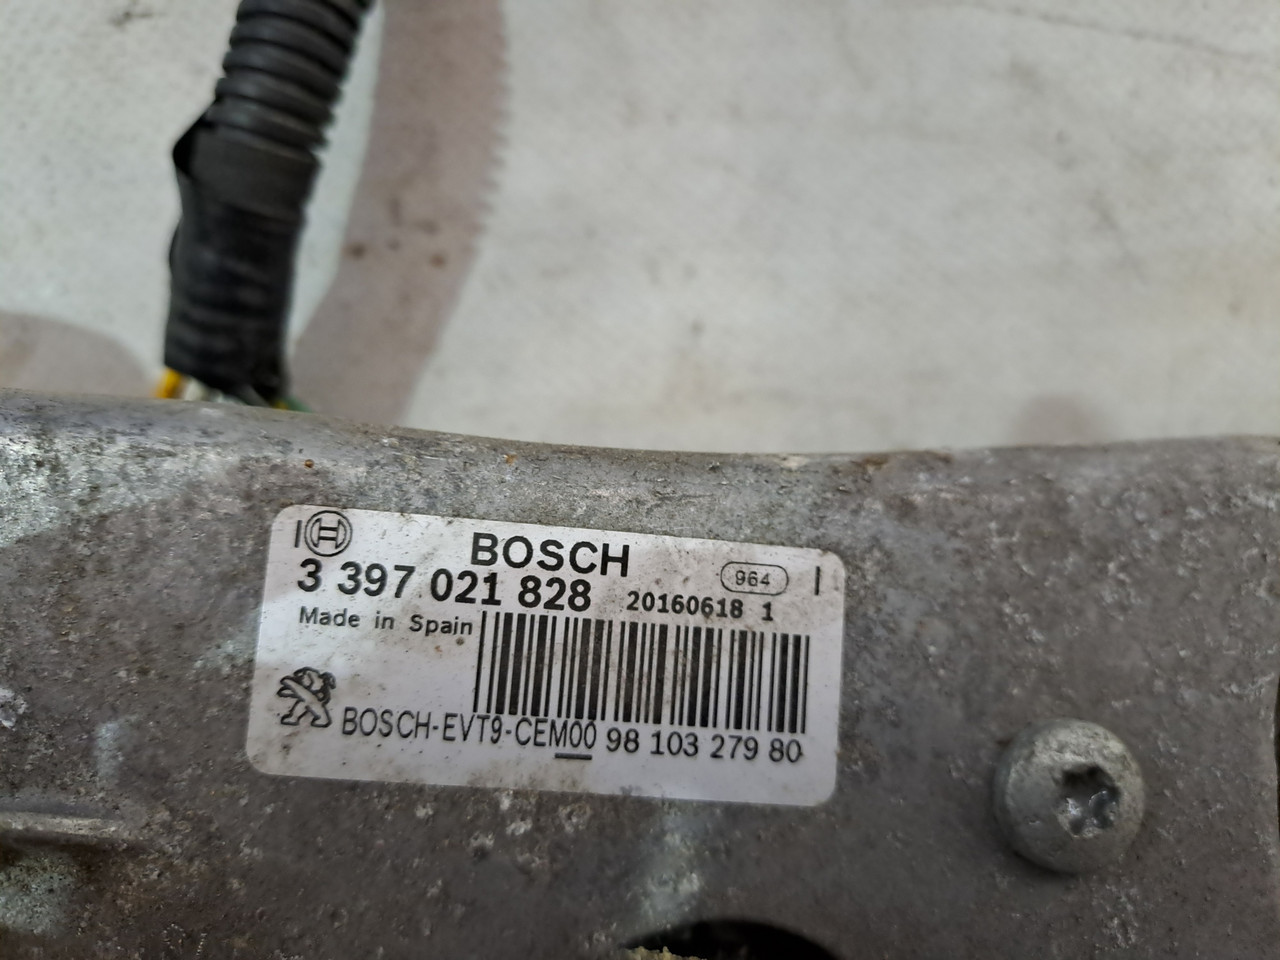 BOSCH
3 397 021 828
964
20160618 1
Made in Spain
BOSCH-EVT9-CEM00 98 103 279 80